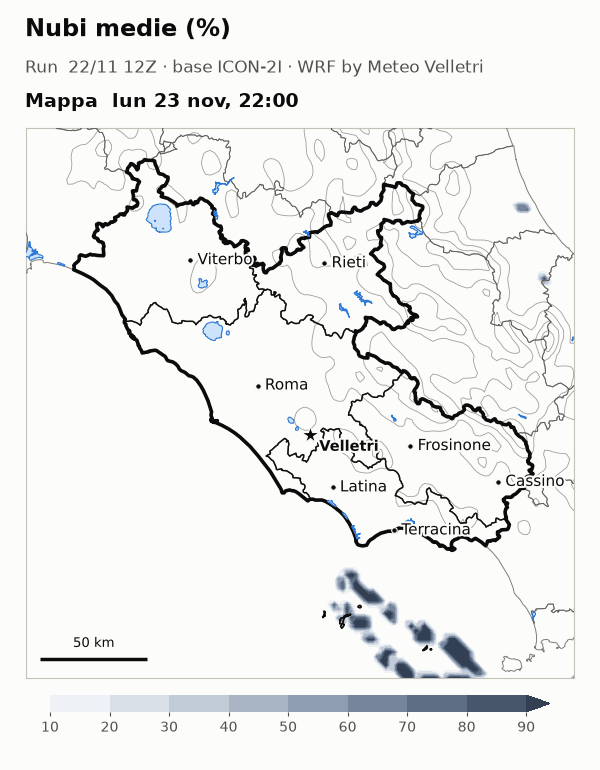 Nubi medie (%)
Run  22/11 12Z · base ICON-2I · WRF by Meteo Velletri
Mappa  lun 23 nov, 22:00
Viterbo
Rieti
Roma
Velletri
Frosinone
Cassino
Latina
Terracina
50 km
10 20 30 40 50 60 70 80 90